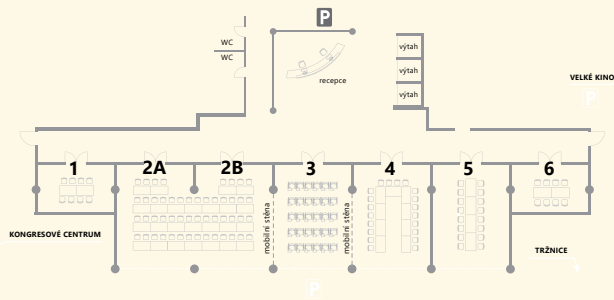 P
WC
WC
výtah
výtah
výtah
recepce
VELKÉ KINO
P
1
2A
2B
3
4
5
6
mobilní stěna
mobilní stěna
KONGRESOVÉ CENTRUM
TRŽNICE
P